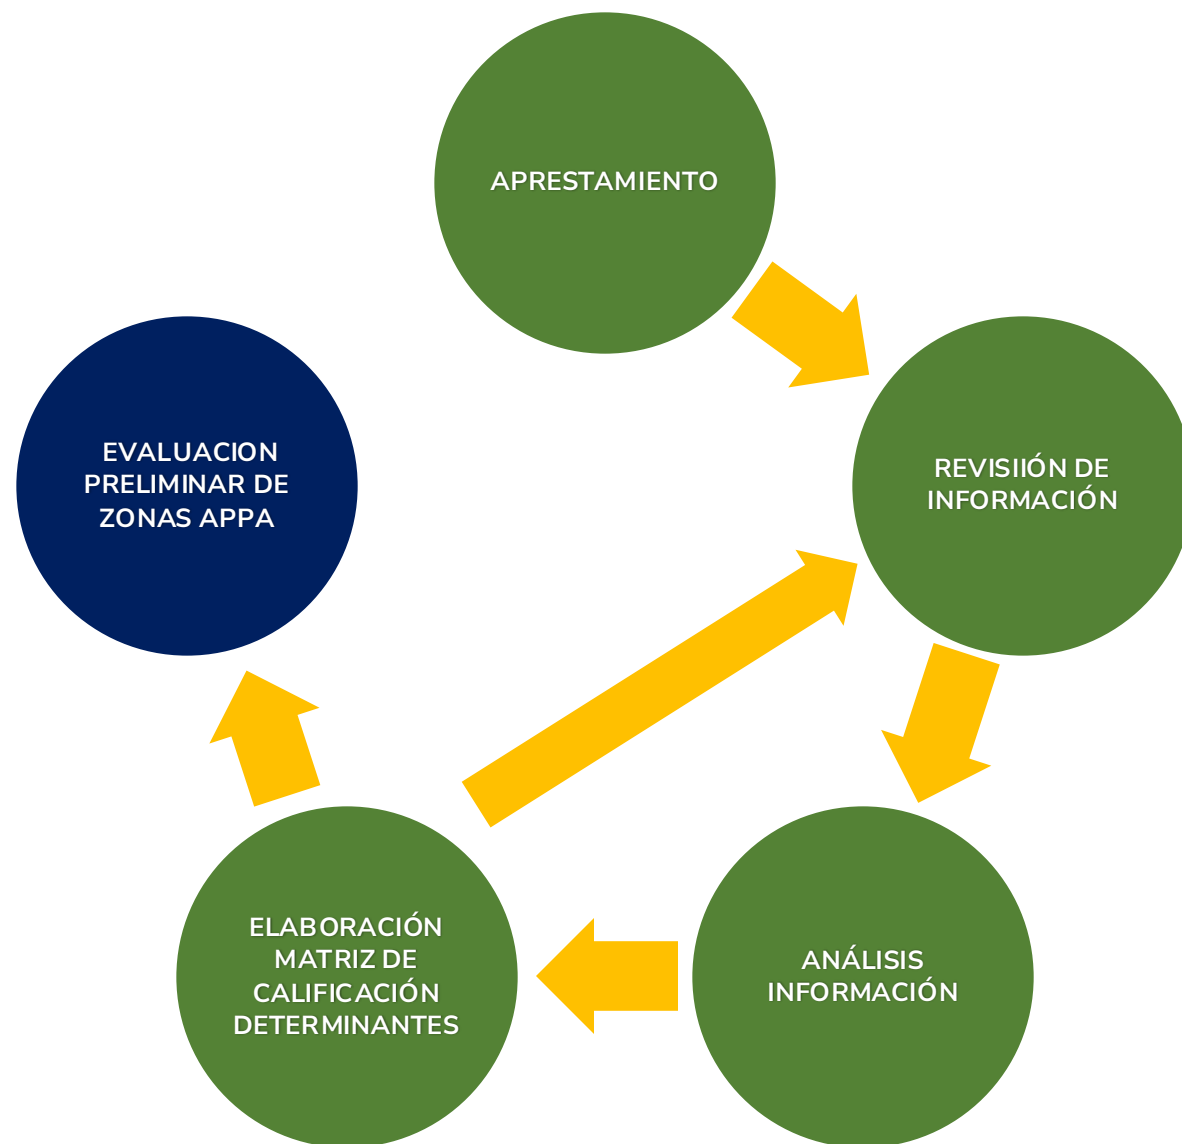 APRESTAMIENTO
REVISIIÓN DE
INFORMACIÓN
ANÁLISIS
INFORMACIÓN
ELABORACIÓN
MATRIZ DE
CALIFICACIÓN
DETERMINANTES
EVALUACION
PRELIMINAR DE
ZONAS APPA